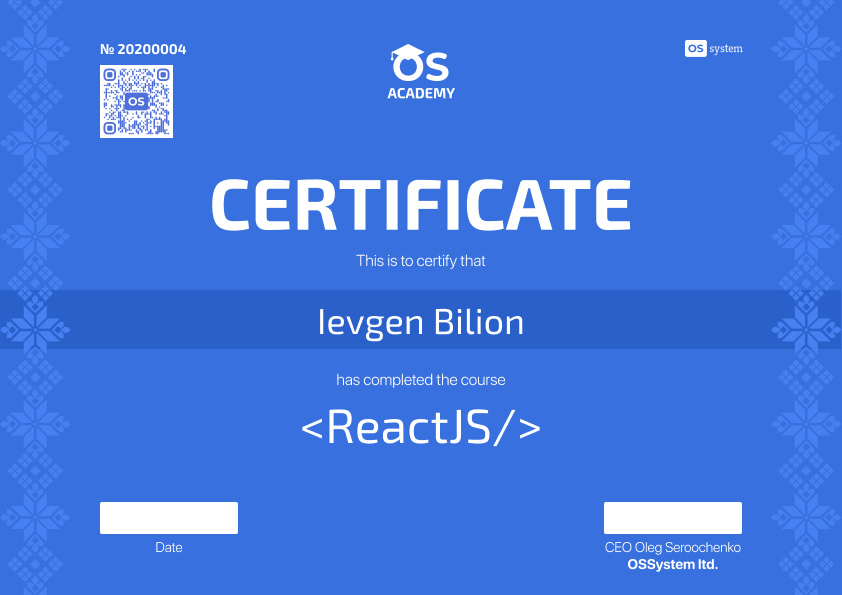 № 20200004
OS
OS
ACADEMY
OS system
CERTIFICATE
This is to certify that
Ievgen Bilion
has completed the course
<ReactJS/>
Date
CEO Oleg Seroochenko
OSSystem ltd.